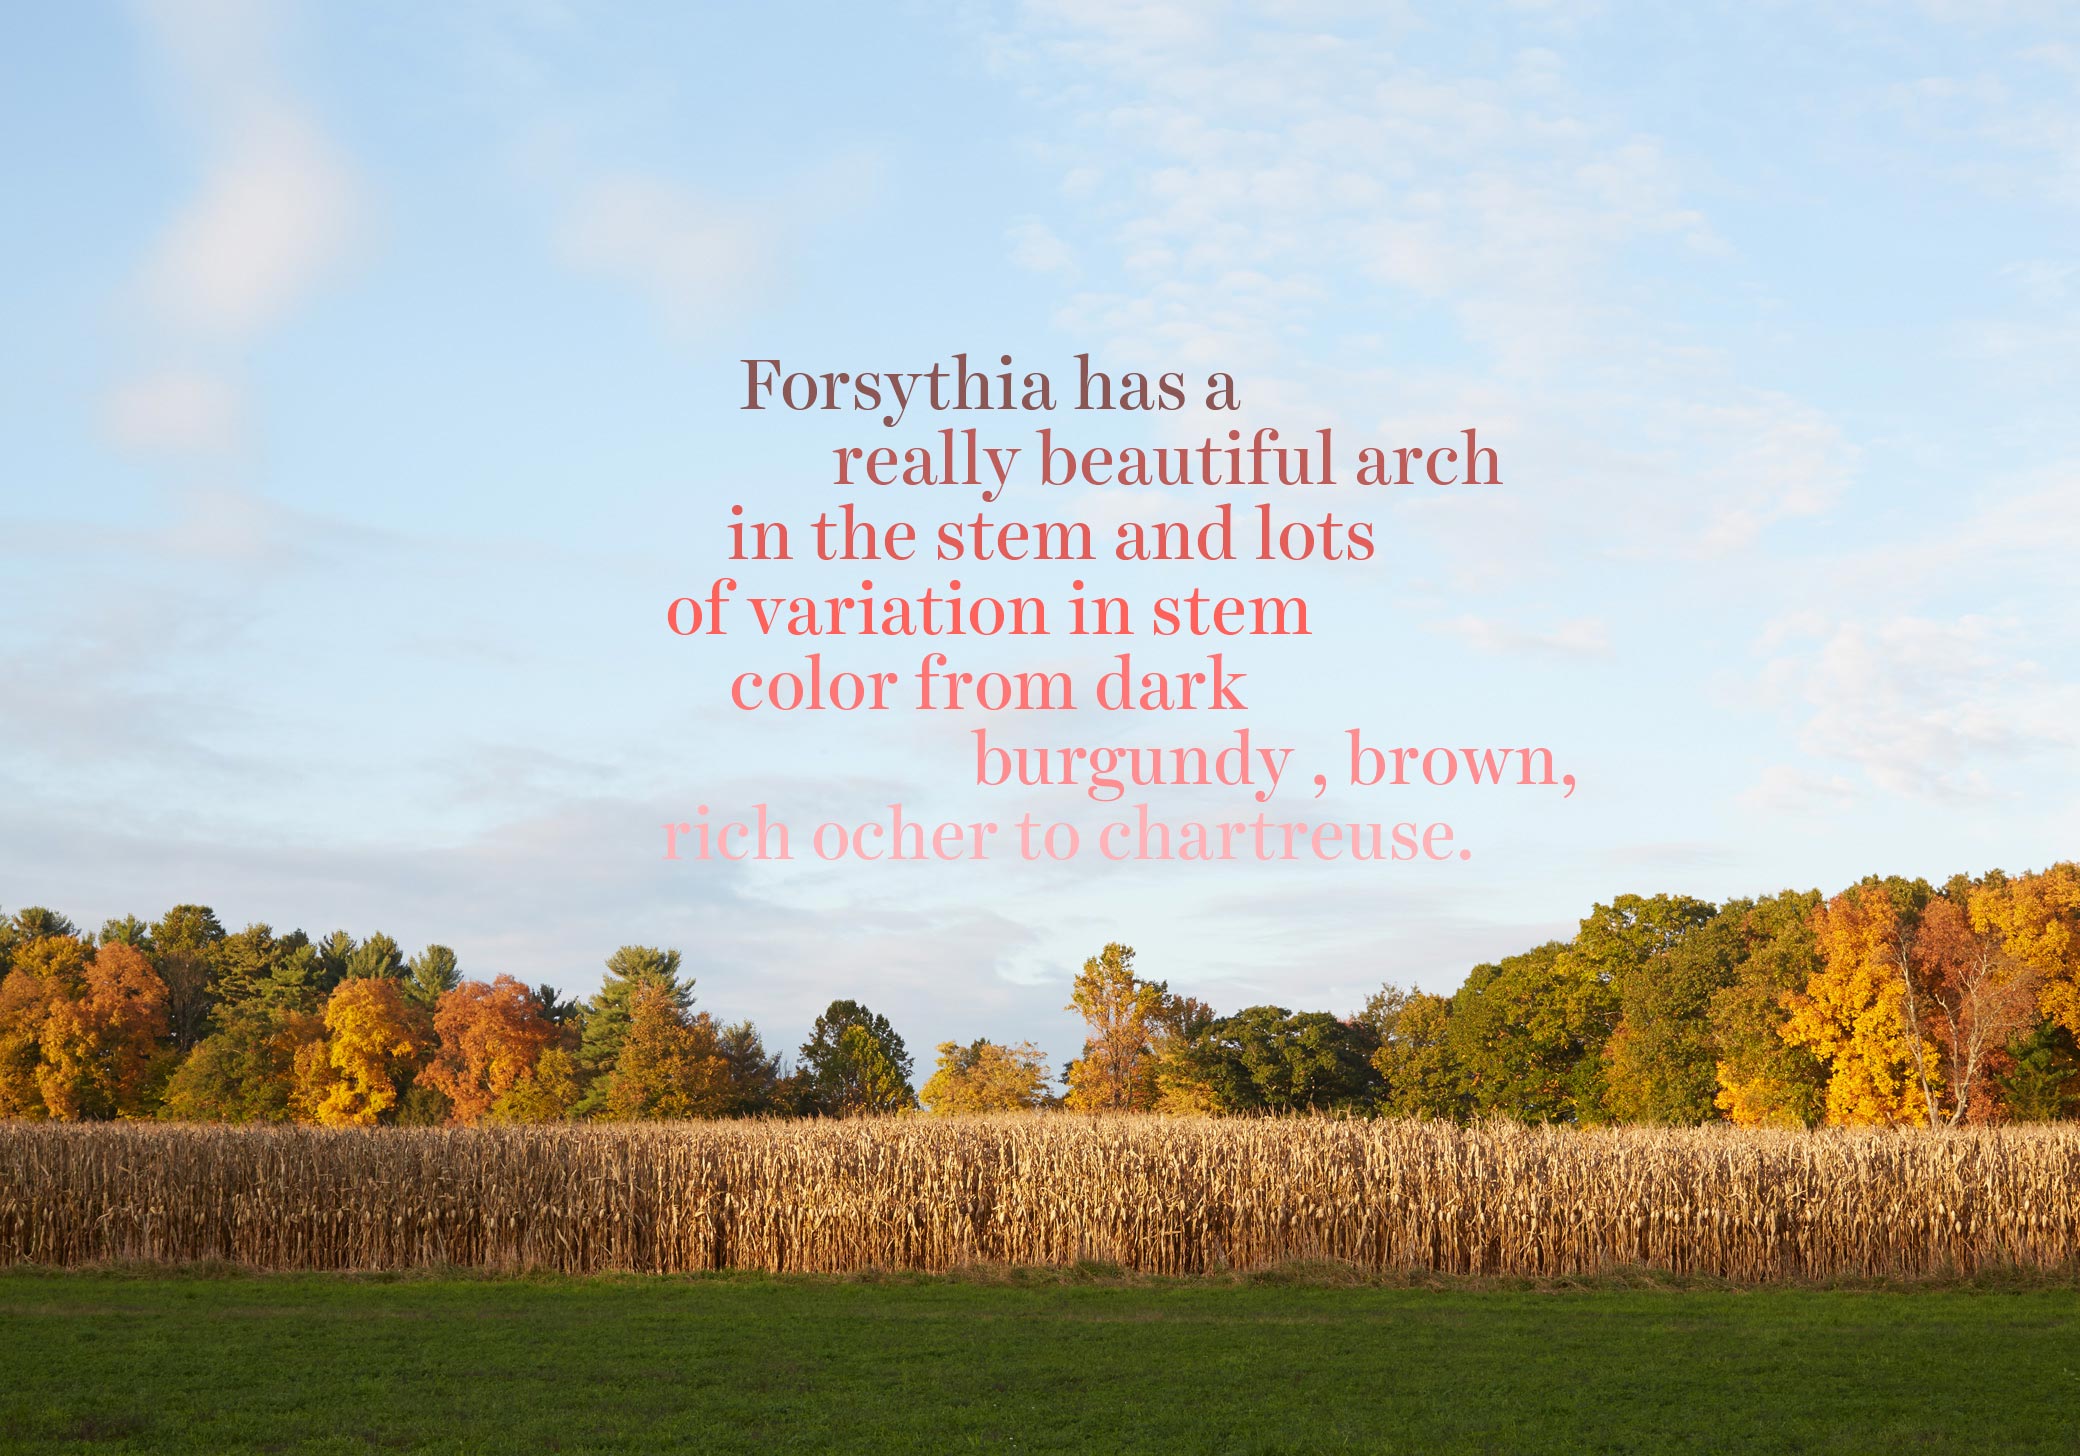 Forsythia has a
really beautiful arch
in the stem and lots
of variation in stem
color from dark
burgundy , brown,
rich ocher to chartreuse.